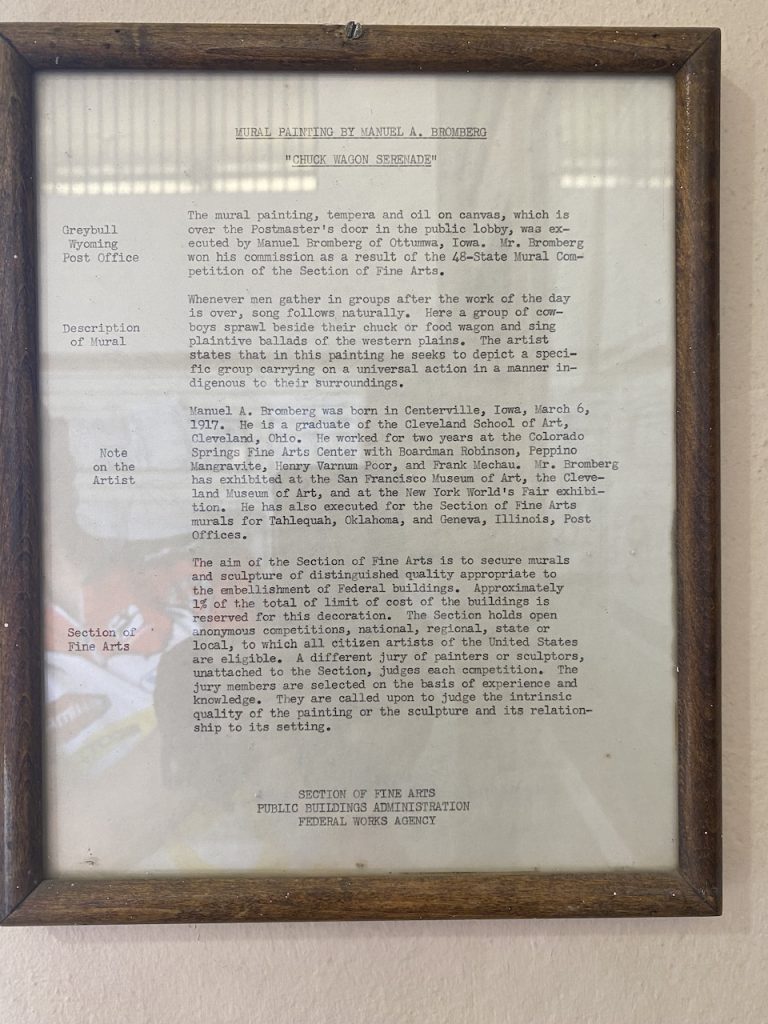 MURAL PAINTING BY MANUEL A. BROMBERG
"CHUCK WAGON SERENADE"
Greybull
Wyoming
Post Office
The mural painting, tempera and oil on canvas, which is
over the Postmaster's door in the public lobby, was ex-
ecuted by Manuel Bromberg of Ottumwa, Iowa. Mr. Bromberg
won his commission as a result of the 48-State Mural Com-
petition of the Section of Fine Arts.
Description
of Mural
Whenever men gather in groups after the work of the day
is over, song follows naturally. Here a group of cow-
boys sprawl beside their chuck or food wagon and sing
plaintive ballads of the western plains. The artist
states that in this painting he seeks to depict a speci-
fic group carrying on a universal action in a manner in-
digenous to their surroundings.
Note
on the
Artist
Manuel A. Bromberg was born in Centerville, Iowa, March 6,
1917. He is a graduate of the Cleveland School of Art,
Cleveland, Ohio. He worked for two years at the Colorado
Springs Fine Arts Center with Boardman Robinson, Peppino
Mangravite, Henry Varnum Poor, and Frank Mechau. Mr. Bromberg
has exhibited at the San Francisco Museum of Art, the Cleve-
land Museum of Art, and at the New York World's Fair exhibi-
tion. He has also executed for the Section of Fine Arts
murals for Tahlequah, Oklahoma, and Geneva, Illinois, Post
Offices.
Section of
Fine Arts
The aim of the Section of Fine Arts is to secure murals
and sculpture of distinguished quality appropriate to
the embellishment of Federal buildings. Approximately
1% of the total of limit of cost of the buildings is
reserved for this decoration. The Section holds open
anonymous competitions, national, regional, state or
local, to which all citizen artists of the United States
are eligible. A different jury of painters or sculptors,
unattached to the Section, judges each competition. The
jury members are selected on the basis of experience and
knowledge. They are called upon to judge the intrinsic
quality of the painting or the sculpture and its relation-
ship to its setting.
SECTION OF FINE ARTS
PUBLIC BUILDINGS ADMINISTRATION
FEDERAL WORKS AGENCY